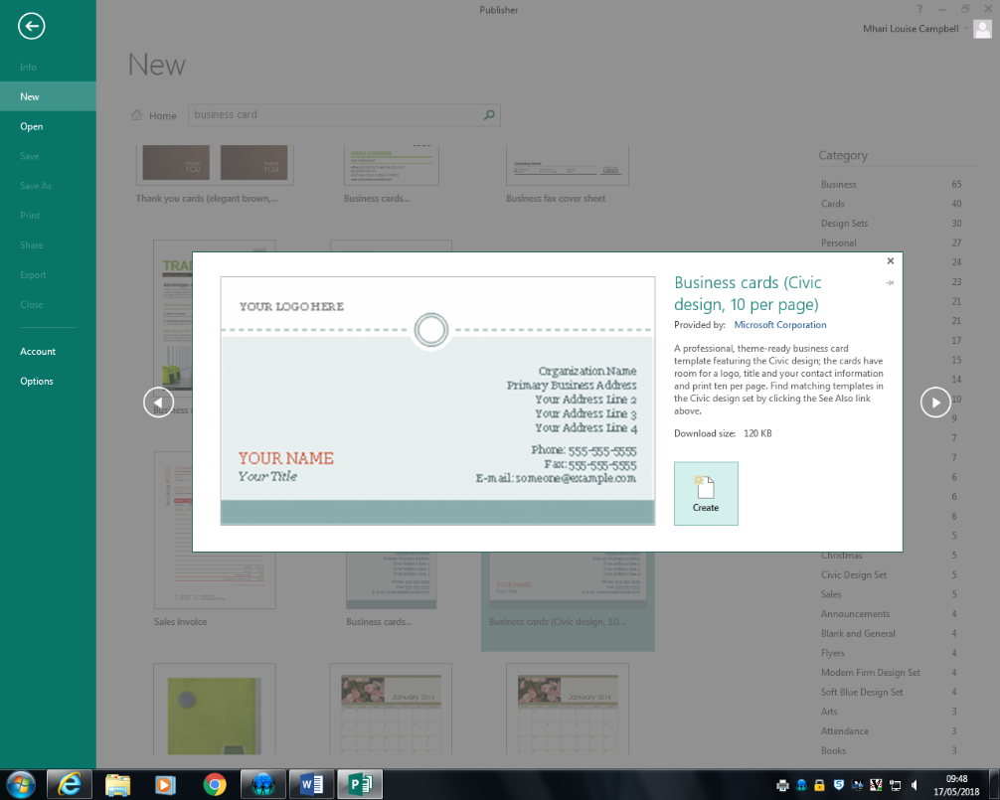 Publisher
?
Mhari Louise Campbell
Info
New
Open
Save
Save As
Print
Share
Export
Close
Account
Options
New
Home
business card
YOU
YOU
Thank you cards (elegant brown,...
Business cards...
Company Name
LOGO
Business fax cover sheet
TRAD
Business
YOUR LOGO HERE
Organization Name
Primary Business Address
Your Address Line 2
Your Address Line 3
Your Address Line 4
Phone: 555-555-5555
Fax: 555-555-5555
E-mail: someone@example.com
YOUR NAME
Your Title
Business cards (Civic
design, 10 per page)
Provided by: Microsoft Corporation
A professional, theme-ready business card
template featuring the Civic design; the cards have
room for a logo, title and your contact information
and print ten per page. Find matching templates in
the Civic design set by clicking the See Also link
above.
Download size: 120 KB
Create
Sales invoice
Business cards...
YOUR NAME
Your Title
Business cards (Civic design, 10...
January 2014
January 2014
Category
Business 65
Cards 40
Design Sets 30
Personal 27
24
23
21
21
17
15
14
10
9
7
7
6
6
6
5
Christmas 5
Civic Design Set 5
Sales 5
Announcements 4
Blank and General 4
Flyers 4
Modern Firm Design Set 4
Soft Blue Design Set 4
Arts 3
Attendance 3
Books 3
09:48
17/05/2018